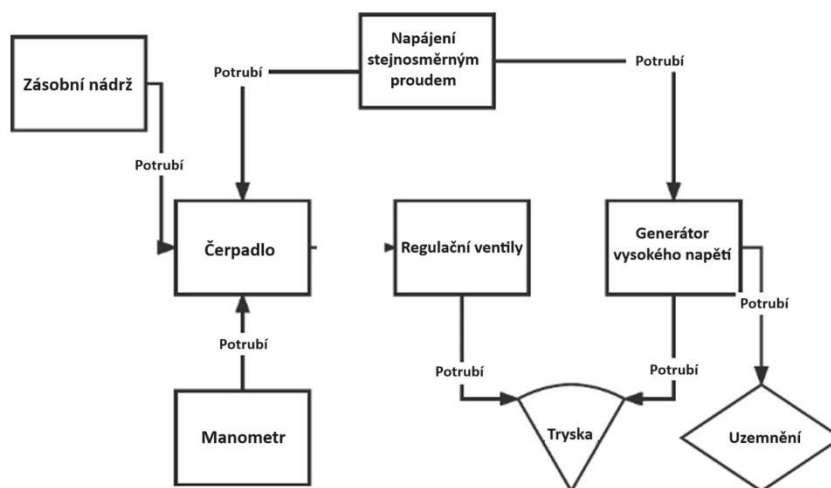 Napájení
stejnosměrným
proudem
Zásobní nádrž
Potrubí
Potrubí
Potrubí
Čerpadlo
Regulační ventily
Generátor
vysokého napětí
Potrubí
Potrubí
Potrubí
Potrubí
Manometr
Tryska
Uzemnění